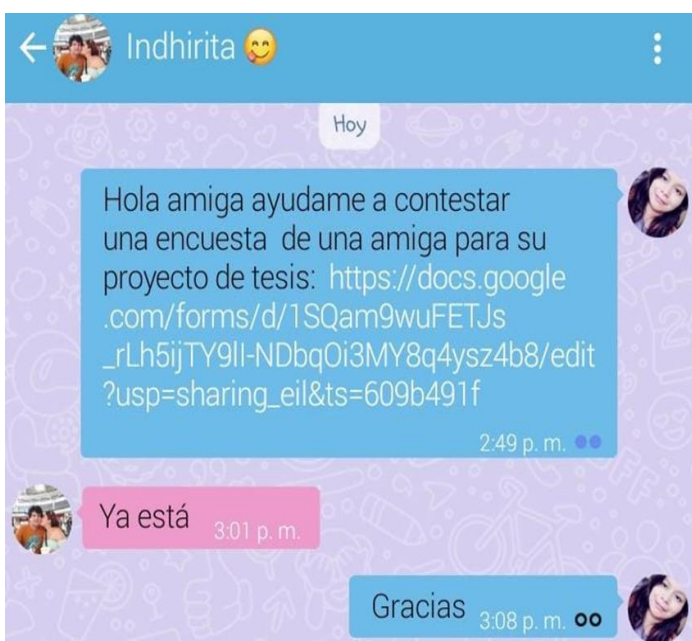 Indhirita
Hoy
Hola amiga ayudame a contestar
una encuesta de una amiga para su
proyecto de tesis: https://docs.google
.com/forms/d/1SQam9wuFETJs
_rLh5ijTY9lI-NDbqOi3MY8q4ysz4b8/edit
?usp=sharing_eil&ts=609b491f
2:49 p. m.
Ya está 3:01 p. m.
Gracias 3:08 p. m.